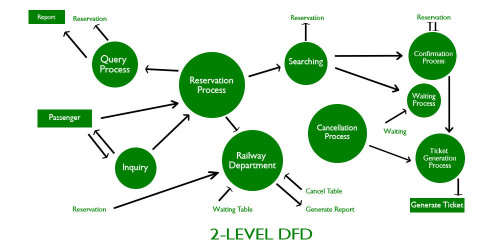 Report
Reservation
Reservation
Reservation
Query
Process
Searching
Confirmation
Process
Reservation
Process
Waiting
Process
Passenger
Cancellation
Process
Waiting
Inquiry
Railway
Department
Ticket
Generation
Process
Cancel Table
Reservation
Waiting Table
Generate Report
Generate Ticket
2-LEVEL DFD